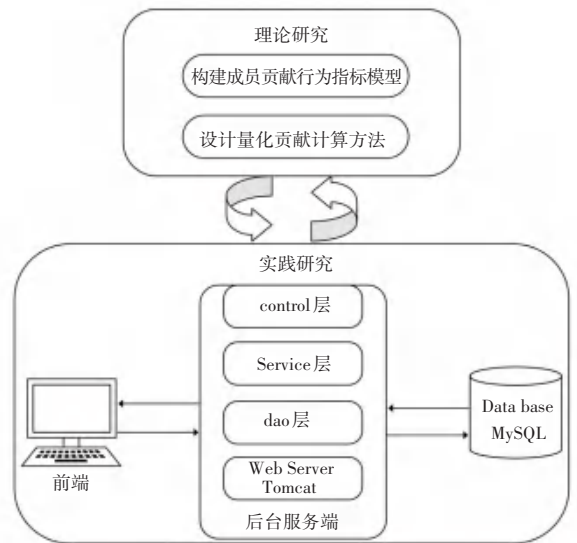 理论研究
构建成员贡献行为指标模型
设计量化贡献计算方法
实践研究
control层
Service层
dao层
Web Server
Tomcat
后台服务端
前端
Data base
MySQL